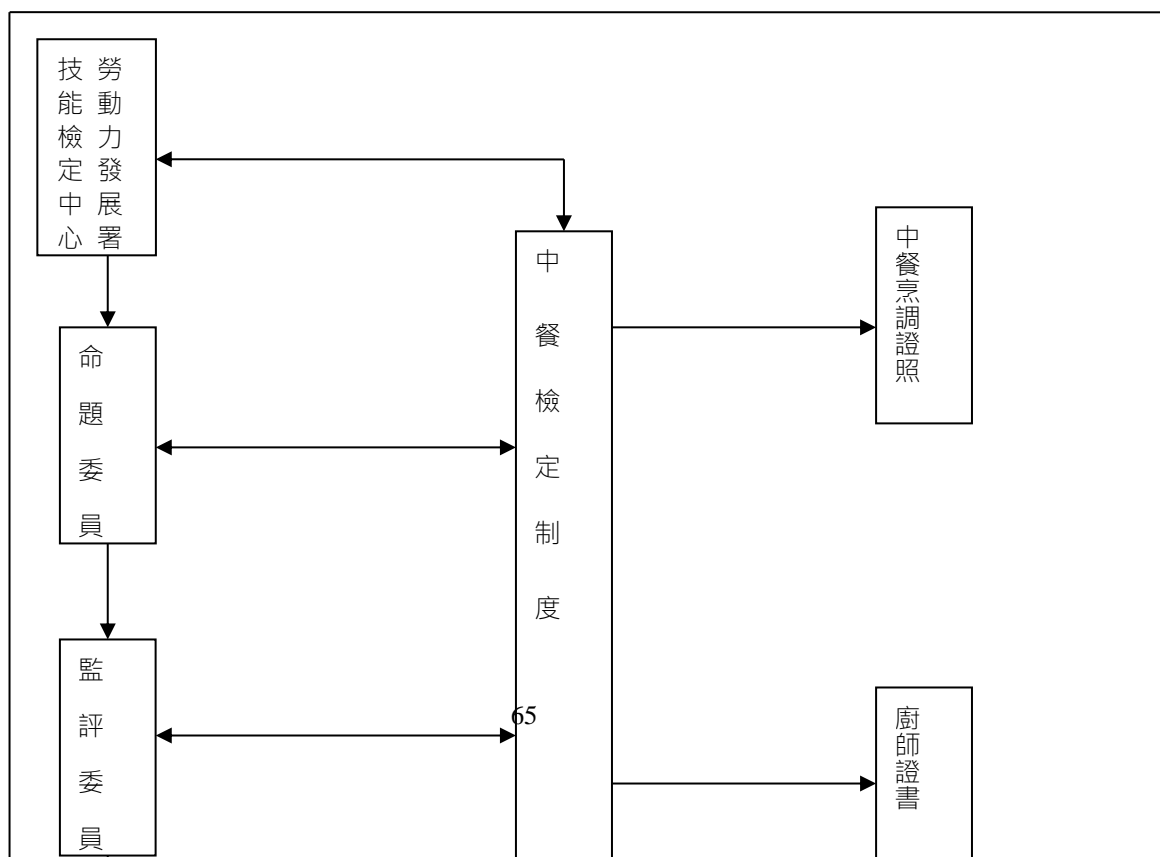 勞動力發展署
技能檢定中心
命題委員
監評委員
中餐檢定制度
中餐烹調證照
廚師證書
65